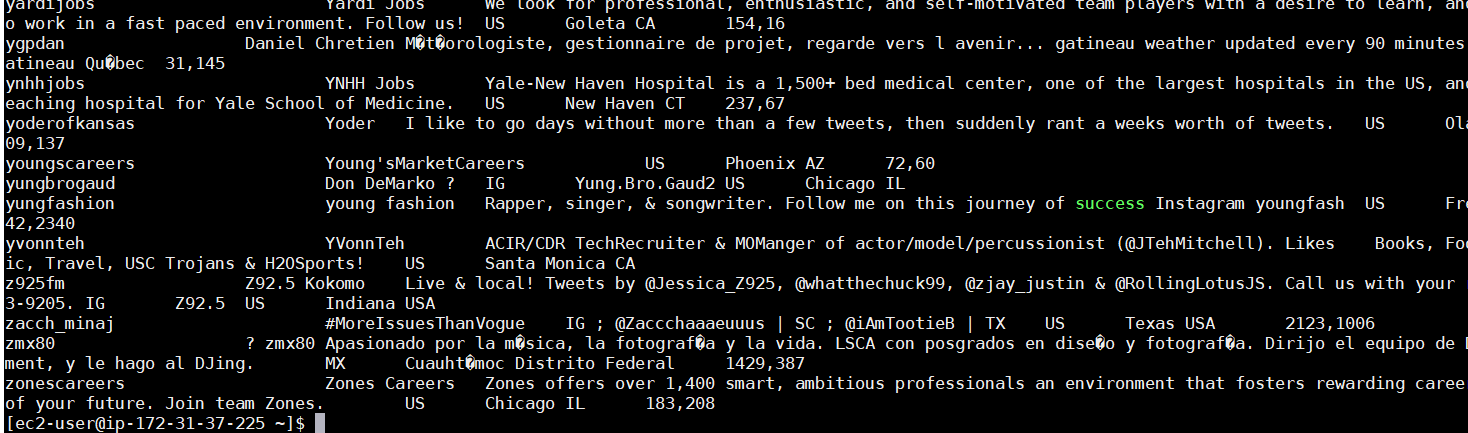 yardijobs Yardi Jobs We look for professional, enthusiastic, and self-motivated team players with a desire to learn, an
o work in a fast paced environment. Follow us! US Goleta CA 154,16
ygpdan Daniel Chretien M�t�orologiste, gestionnaire de projet, regarde vers l avenir... gatineau weather updated every 90 minutes
atineau Qu�bec 31,145
ynhhjobs YNHH Jobs Yale-New Haven Hospital is a 1,500+ bed medical center, one of the largest hospitals in the US, an
eaching hospital for Yale School of Medicine. US New Haven CT 237,67
yoderofkansas Yoder I like to go days without more than a few tweets, then suddenly rant a weeks worth of tweets. US Ola
09,137
youngscareers Young'sMarketCareers US Phoenix AZ 72,60
yungbrogaud Don DeMarko ? IG Yung.Bro.Gaud2 US Chicago IL
yungfashion young fashion Rapper, singer, & songwriter. Follow me on this journey of success Instagram youngfash US Fre
42,2340
yvonnteh YVonnTeh ACIR/CDR TechRecruiter & MOManger of actor/model/percussionist (@JTehMitchell). Likes Books, Foo
ic, Travel, USC Trojans & H2OSports! US Santa Monica CA
z925fm Z92.5 Kokomo Live & local! Tweets by @Jessica_Z925, @whatthechuck99, @zjay_justin & @RollingLotusJS. Call us with your
3-9205. IG Z92.5 US Indiana USA
zacch_minaj #MoreIssuesThanVogue IG ; @Zaccchaaaeuuus | SC ; @iAmTootieB | TX US Texas USA 2123,1006
zmx80 ? zmx80 Apasionado por la m�sica, la fotograf�a y la vida. LSCA con posgrados en dise�o y fotograf�a. Dirijo el equipo de
ment, y le hago al DJing. MX Cuauht�moc Distrito Federal 1429,387
zonescareers Zones Careers Zones offers over 1,400 smart, ambitious professionals an environment that fosters rewarding caree
of your future. Join team Zones. US Chicago IL 183,208
[ec2-user@ip-172-31-37-225 ~]$